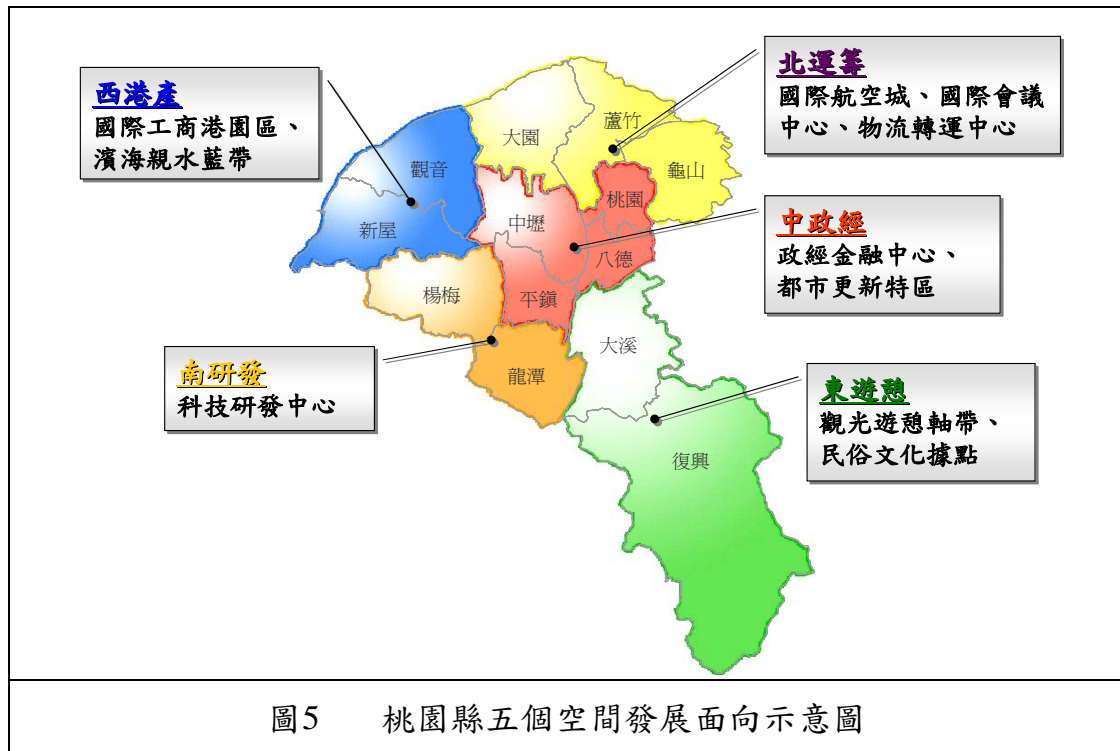 西港產
國際工商港園區、
濱海親水藍帶
北運籌
國際航空城、國際會議
中心、物流轉運中心
蘆竹
大園
龜山
觀音
桃園
中壢
新屋
八德
中政經
政經金融中心、
都市更新特區
楊梅
平鎮
大溪
南研發
科技研發中心
龍潭
東遊憩
觀光遊憩軸帶、
民俗文化據點
復興
圖5 桃園縣五個空間發展面向示意圖